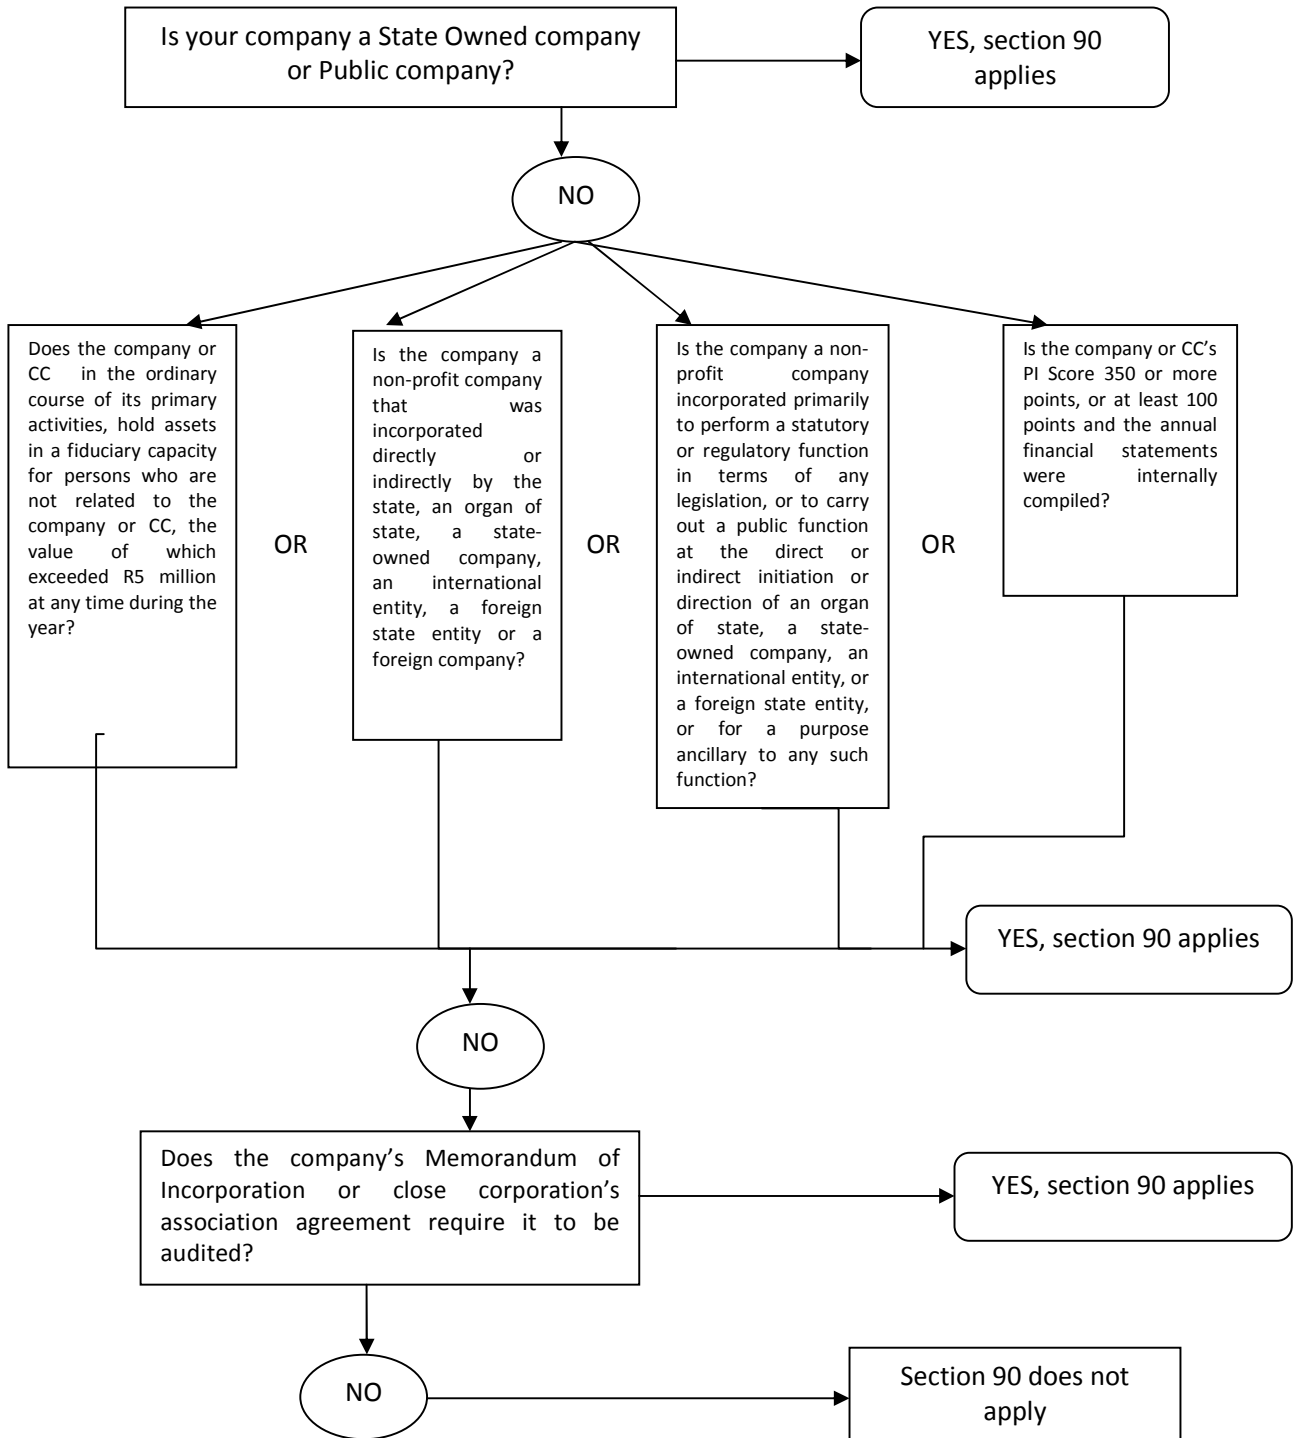 Is your company a State Owned company
or Public company?
YES, section 90
applies
NO
Does the company or
CC in the ordinary
course of its primary
activities, hold assets
in a fiduciary capacity
for persons who are
not related to the
company or CC, the
value of which
exceeded R5 million
at any time during the
year?
OR
Is the company a
non-profit company
that was
incorporated
directly or
indirectly by the
state, an organ of
state, a state-
owned company,
an international
entity, a foreign
state entity or a
foreign company?
OR
Is the company a non-
profit company
incorporated primarily
to perform a statutory
or regulatory function
in terms of any
legislation, or to carry
out a public function
at the direct or
indirect initiation or
direction of an organ
of state, a state-
owned company, an
international entity, or
a foreign state entity,
or for a purpose
ancillary to any such
function?
OR
Is the company or CC’s
PI Score 350 or more
points, or at least 100
points and the annual
financial statements
were internally
compiled?
YES, section 90 applies
NO
Does the company’s Memorandum of
Incorporation or close corporation’s
association agreement require it to be
audited?
YES, section 90 applies
NO
Section 90 does not
apply